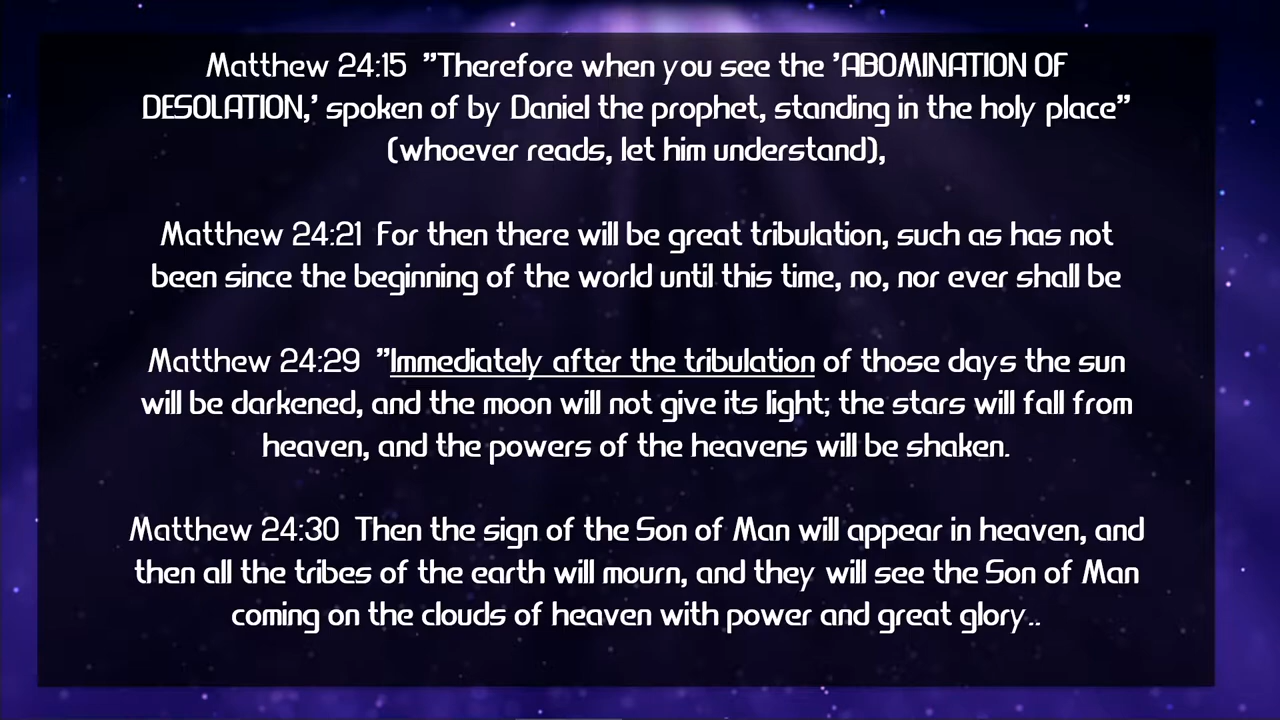 Matthew 24:15 "Therefore when you see the 'ABOMINATION OF
DESOLATION,' spoken of by Daniel the prophet, standing in the holy place"
(whoever reads, let him understand),
Matthew 24:21 For then there will be great tribulation, such as has not
been since the beginning of the world until this time, no, nor ever shall be
Matthew 24:29 "Immediately after the tribulation of those days the sun
will be darkened, and the moon will not give its light; the stars will fall from
heaven, and the powers of the heavens will be shaken.
Matthew 24:30 Then the sign of the Son of Man will appear in heaven, and
then all the tribes of the earth will mourn, and they will see the Son of Man
coming on the clouds of heaven with power and great glory..